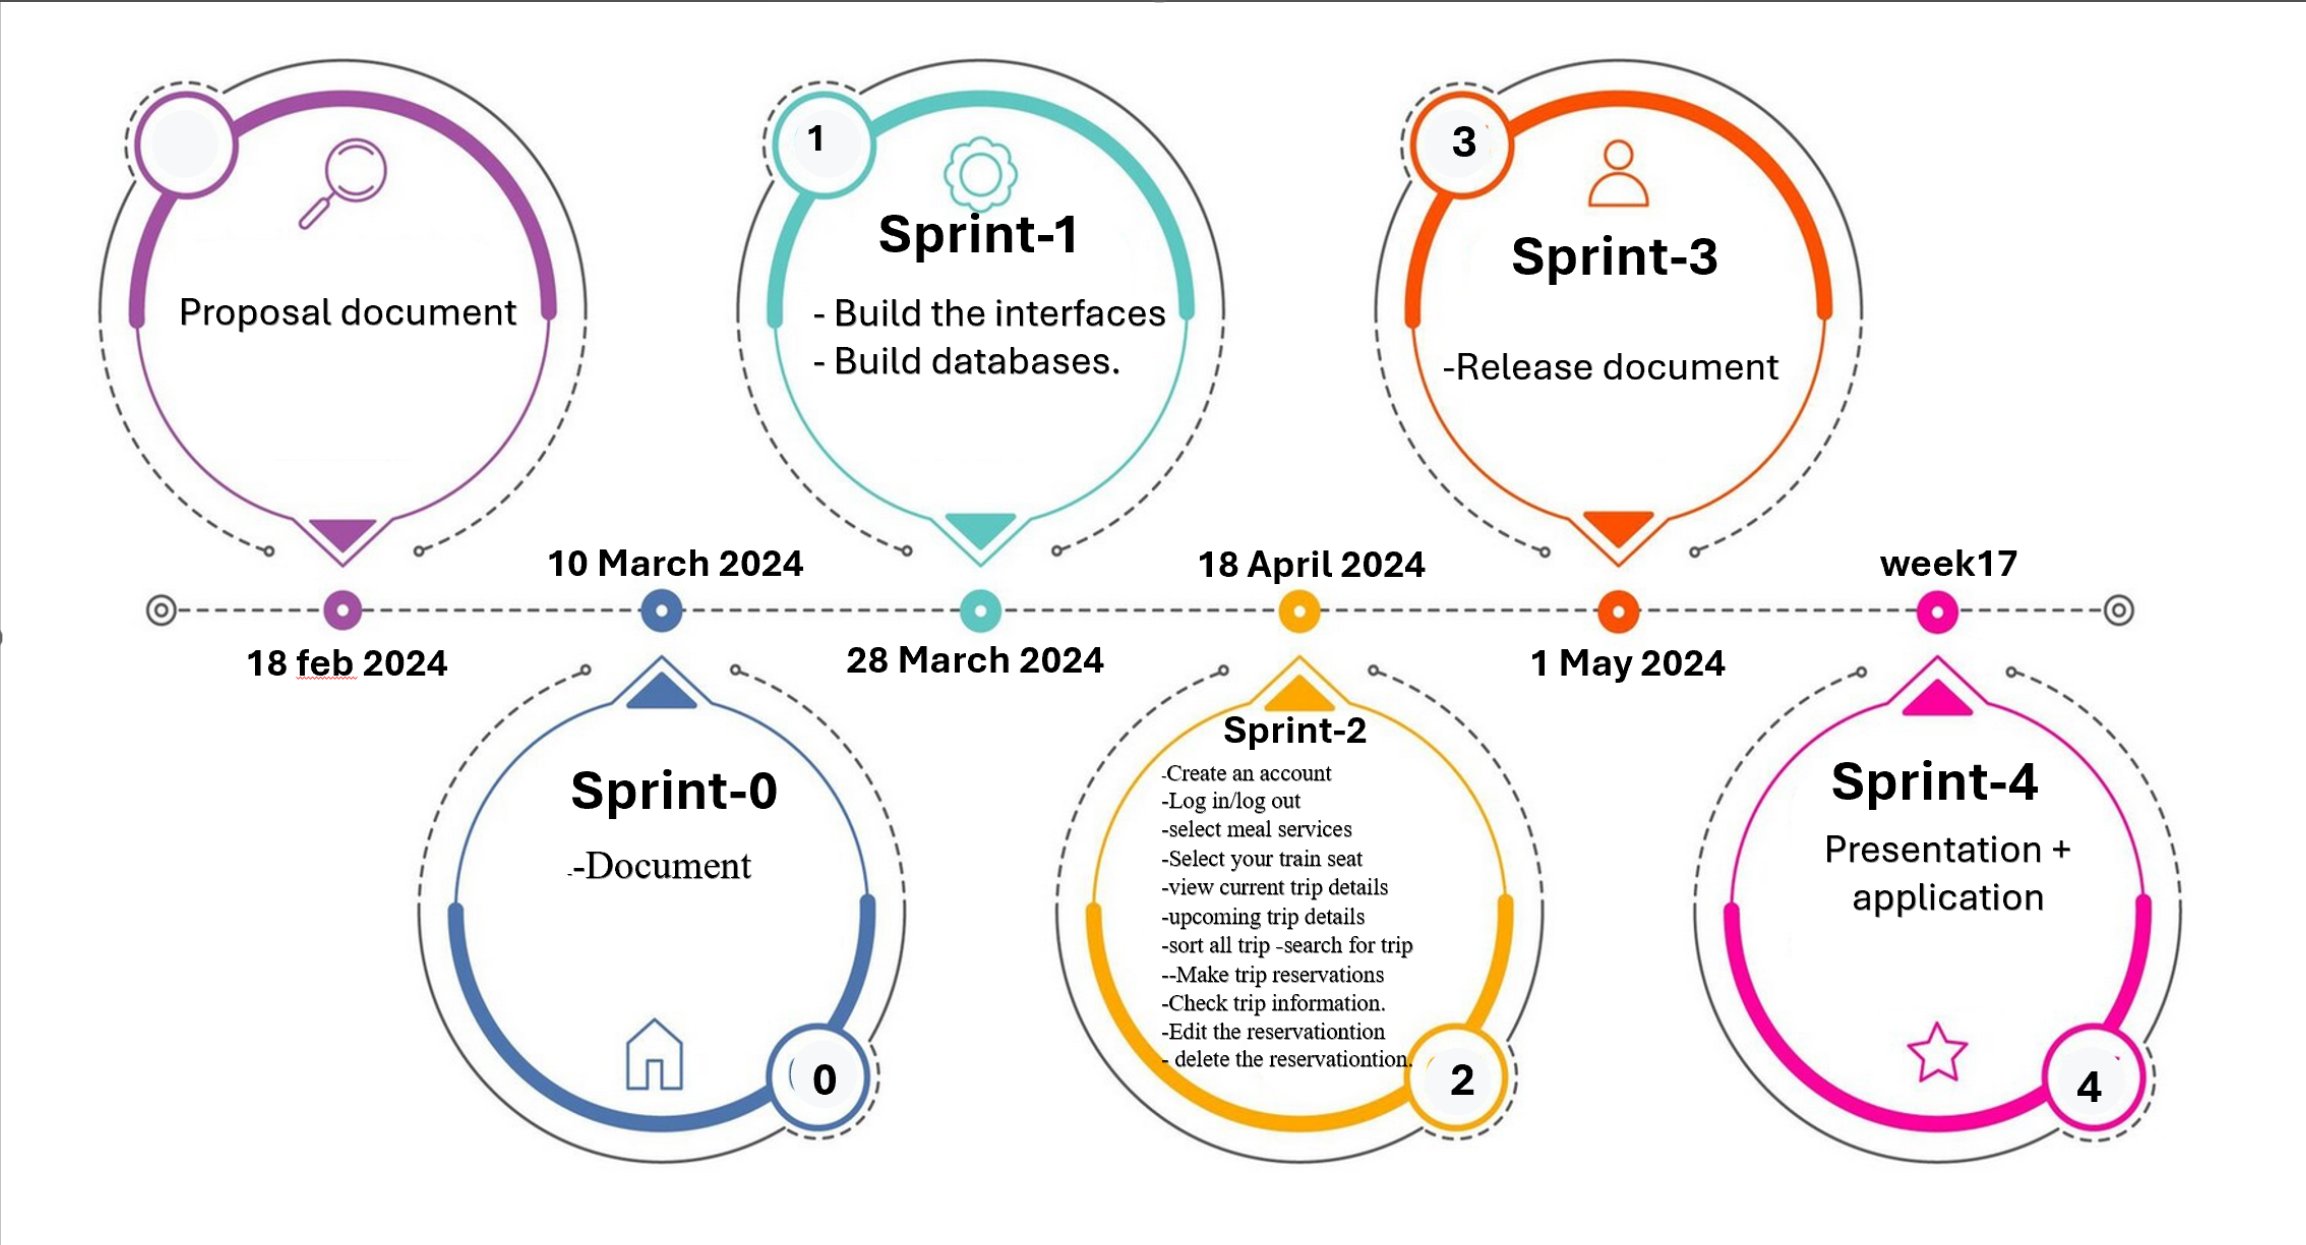 Proposal document
18 feb 2024
10 March 2024
Sprint-0
-Document
0
1
Sprint-1
- Build the interfaces
- Build databases.
28 March 2024
18 April 2024
Sprint-2
-Create an account
-Log in/log out
-select meal services
-Select your train seat
-view current trip details
-upcoming trip details
-sort all trip -search for trip
--Make trip reservations
-Check trip information.
-Edit the reservationtion
- delete the reservationtion.
2
3
Sprint-3
-Release document
1 May 2024
week17
Sprint-4
Presentation +
application
4